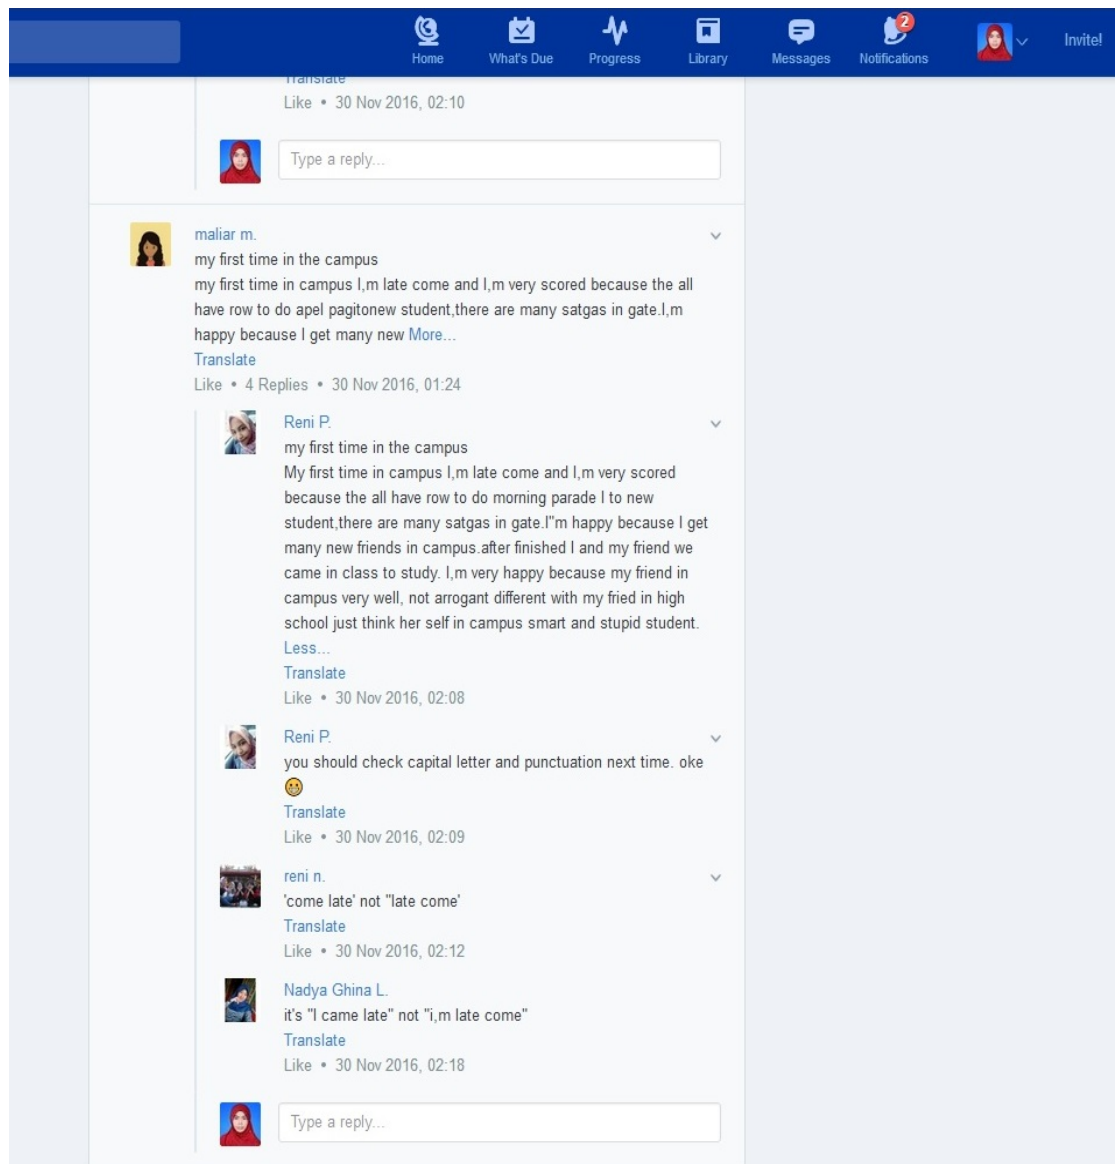 2
Home
What's Due
Progress
Library
Messages
Notifications
Invite!
Translate
Like • 30 Nov 2016, 02:10
Type a reply...
maliar m.
my first time in the campus
my first time in campus I,m late come and I,m very scored because the all
have row to do apel pagitonew student,there are many satgas in gate.I,m
happy because I get many new More...
Translate
Like • 4 Replies • 30 Nov 2016, 01:24
Reni P.
my first time in the campus
My first time in campus I,m late come and I,m very scored
because the all have row to do morning parade I to new
student,there are many satgas in gate.I"m happy because I get
many new friends in campus.after finished I and my friend we
came in class to study. I,m very happy because my friend in
campus very well, not arrogant different with my fried in high
school just think her self in campus smart and stupid student.
Less...
Translate
Like • 30 Nov 2016, 02:08
Reni P.
you should check capital letter and punctuation next time. oke
Translate
Like • 30 Nov 2016, 02:09
reni n.
'come late' not "late come'
Translate
Like • 30 Nov 2016, 02:12
Nadya Ghina L.
it's "I came late" not "i,m late come"
Translate
Like • 30 Nov 2016, 02:18
Type a reply...